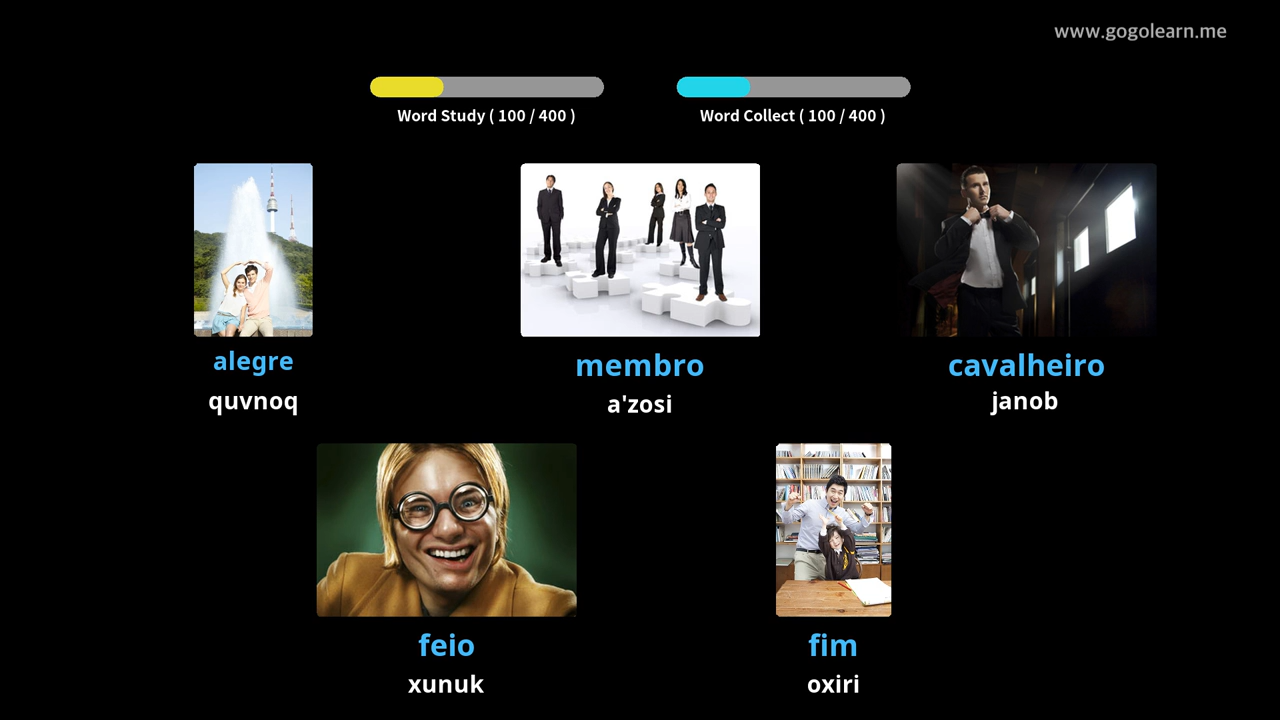 www.gogolearn.me
Word Study ( 100 / 400 )
Word Collect ( 100 / 400 )
alegre
quvnoq
membro
a'zosi
cavalheiro
janob
feio
xunuk
fim
oxiri